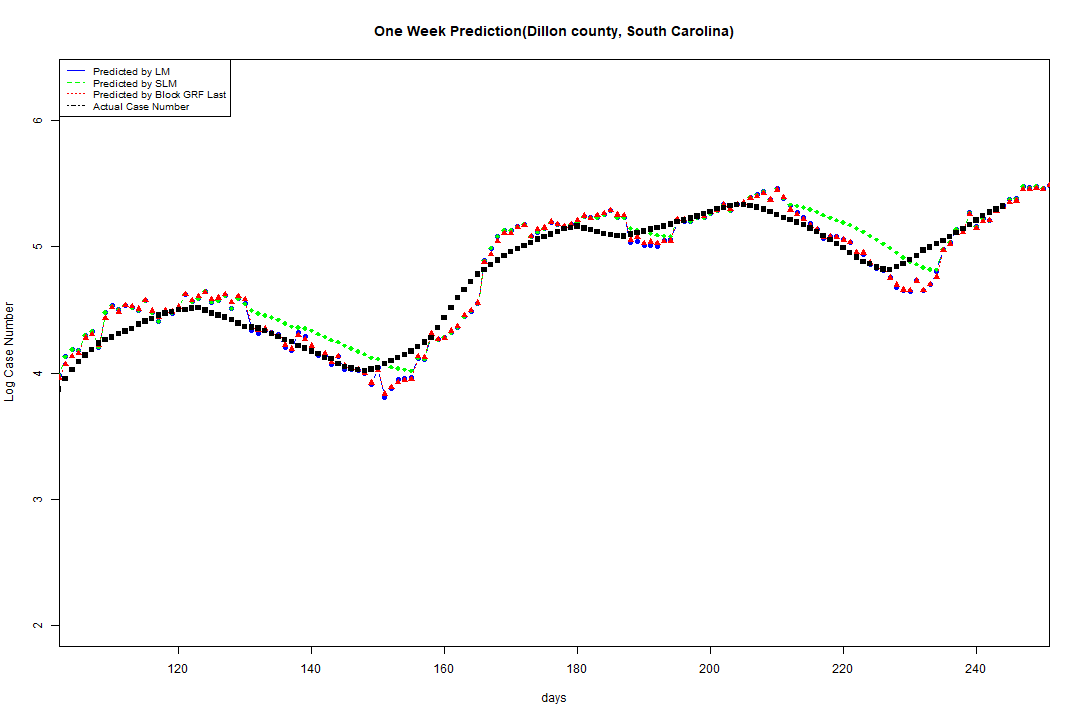 One Week Prediction(Dillon county, South Carolina)
Predicted by LM
Predicted by SLM
Predicted by Block GRF Last
Actual Case Number
6
5
4
3
2
Log Case Number
120 140 160 180 200 220 240
days